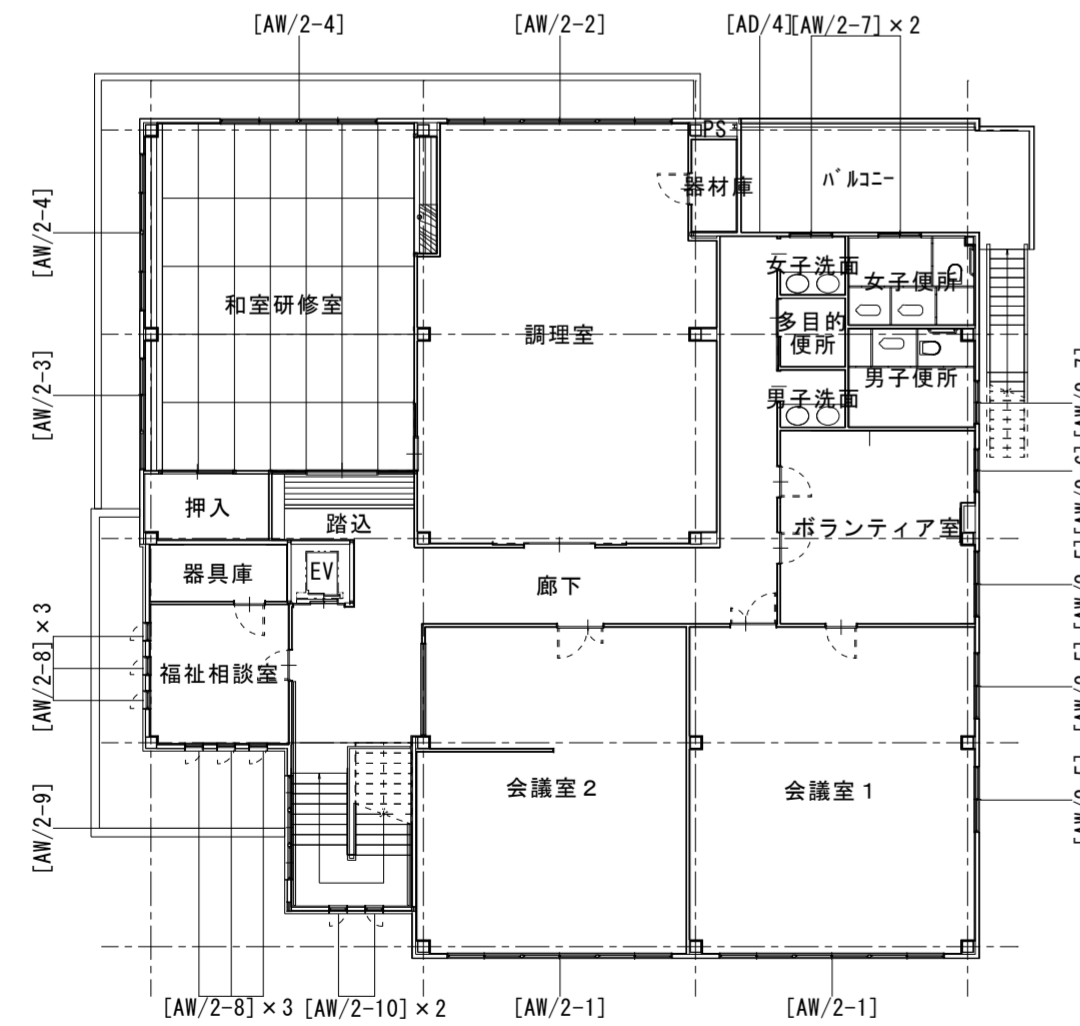 [AW/2-4]
[AW/2-2]
[AD/4]
[AW/2-7]×2
PS
器材庫
バルコニー
[AW/2-4]
女子洗面
女子便所
和室研修室
調理室
多目的
便所
[AW/2-3]
男子便所
男子洗面
押入
踏込
ボランティア室
EV
器具庫
廊下
[AW/2-8]×3
福祉相談室
会議室2
会議室1
[AW/2-9]
[AW/2-8]×3
[AW/2-10]×2
[AW/2-1]
[AW/2-1]